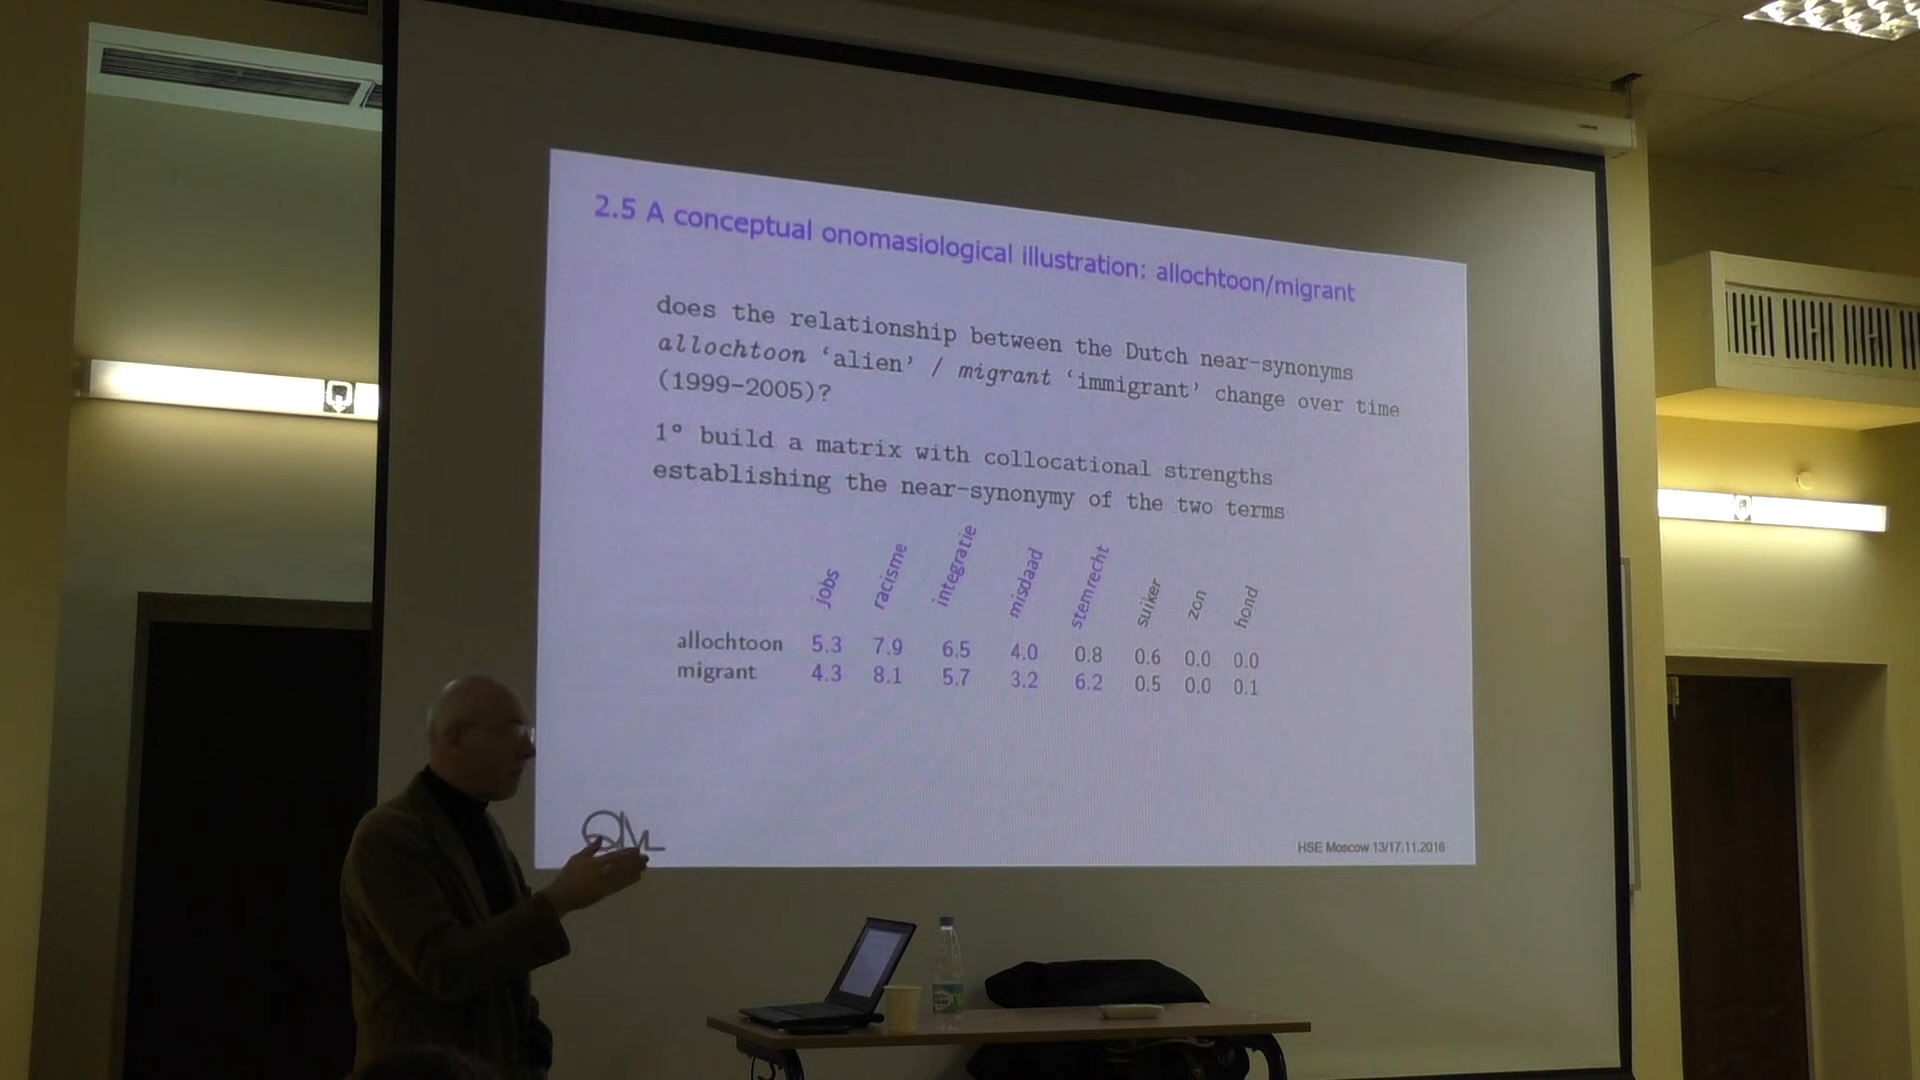 2.5 A conceptual onomasiological illustration: allochtoon/migrant
does the relationship between the Dutch near-synonyms
allochtoon ‘alien’ / migrant ‘immigrant’ change over time
(1999-2005)?
1° build a matrix with collocational strengths
establishing the near-synonymy of the two terms
jobs racisme integratie misdaad stemrecht suiker zon hond
allochtoon 5.3 7.9 6.5 4.0 0.8 0.6 0.0 0.0
migrant 4.3 8.1 5.7 3.2 6.2 0.5 0.0 0.1
HSE Moscow 13/17.11.2016